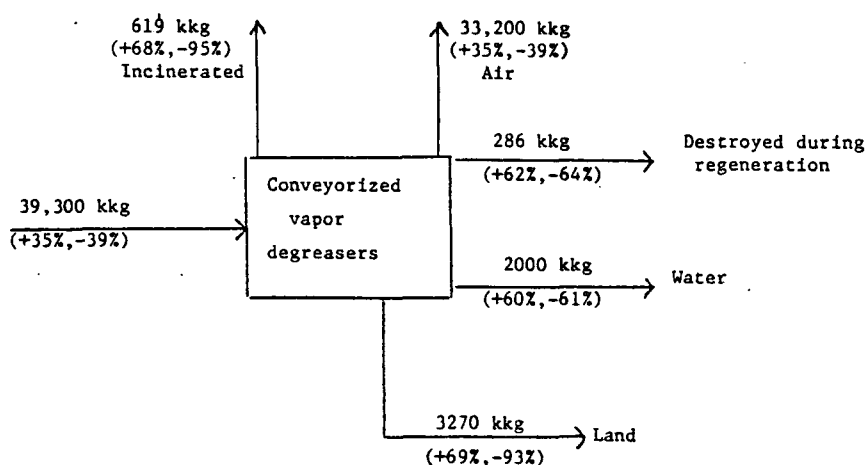 619 kkg
(+68%,-95%)
Incinerated
33,200 kkg
(+35%,-39%)
Air
286 kkg
(+62%,-64%)
Destroyed during
regeneration
Conveyorized
vapor
degreasers
39,300 kkg
(+35%,-39%)
2000 kkg
(+60%,-61%)
Water
3270 kkg
(+69%,-93%)
Land